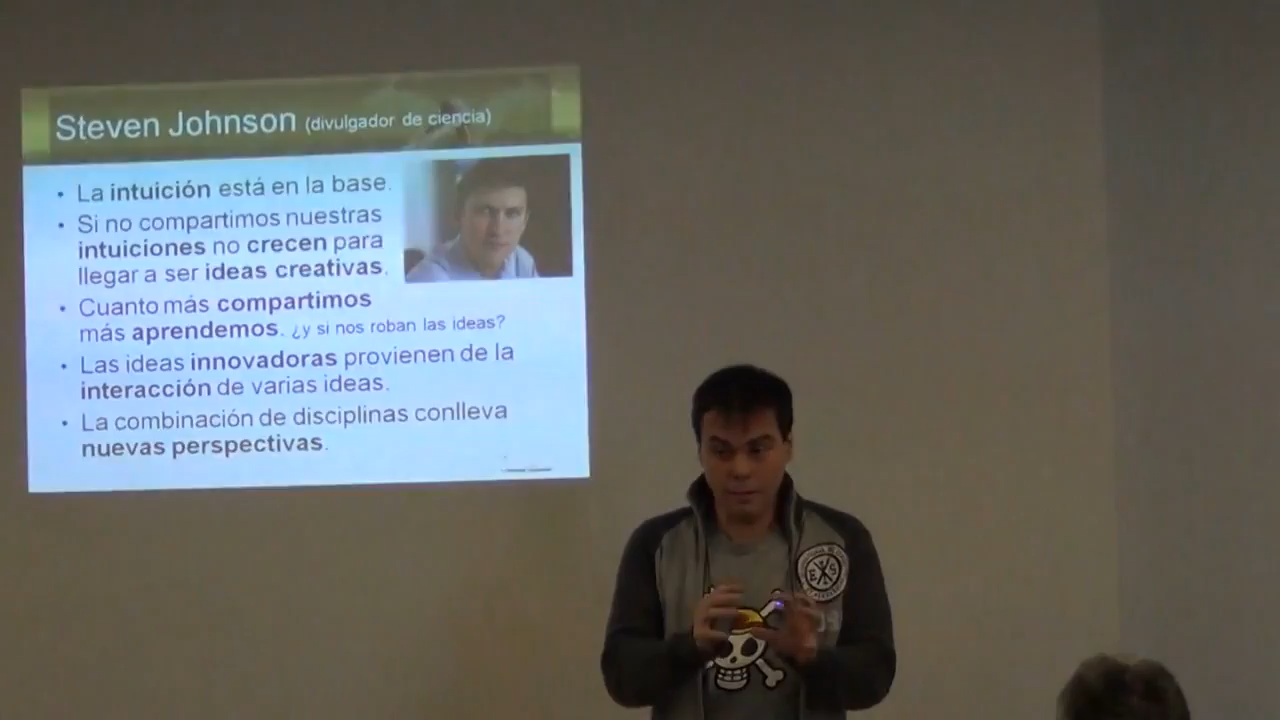 Steven Johnson (divulgador de ciencia)
• La intuición está en la base.
• Si no compartimos nuestras
intuiciones no crecen para
llegar a ser ideas creativas.
• Cuanto más compartimos
más aprendemos. ¿y si nos roban las ideas?
• Las ideas innovadoras provienen de la
interacción de varias ideas.
• La combinación de disciplinas conlleva
nuevas perspectivas.